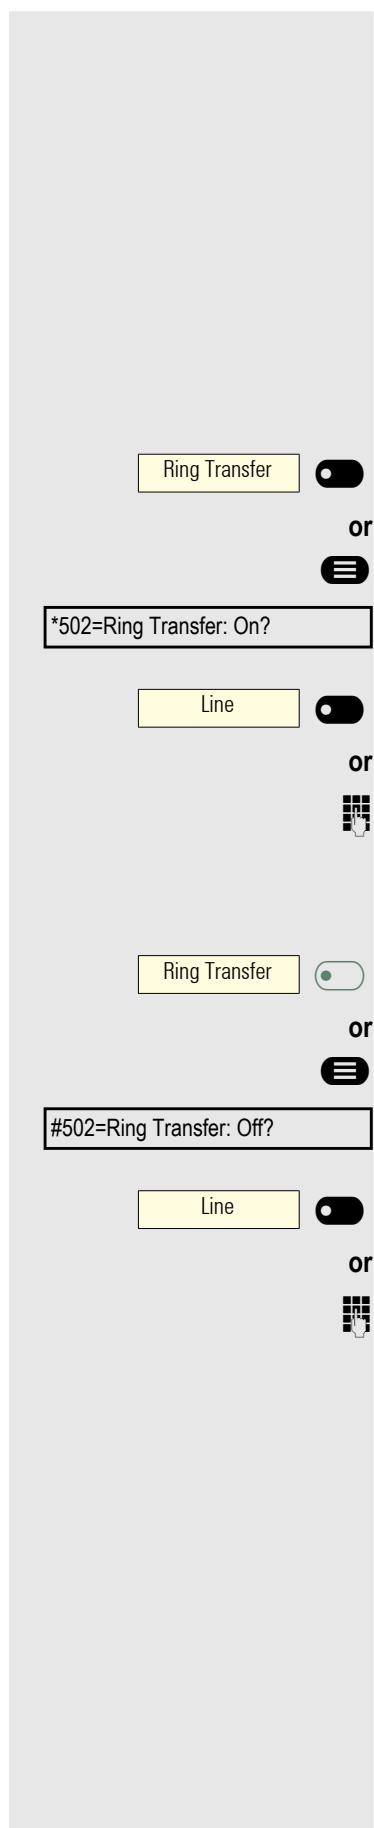 Ring Transfer
or
*502=Ring Transfer: On?
Line
or
Ring Transfer
or
#502=Ring Transfer: Off?
Line
or